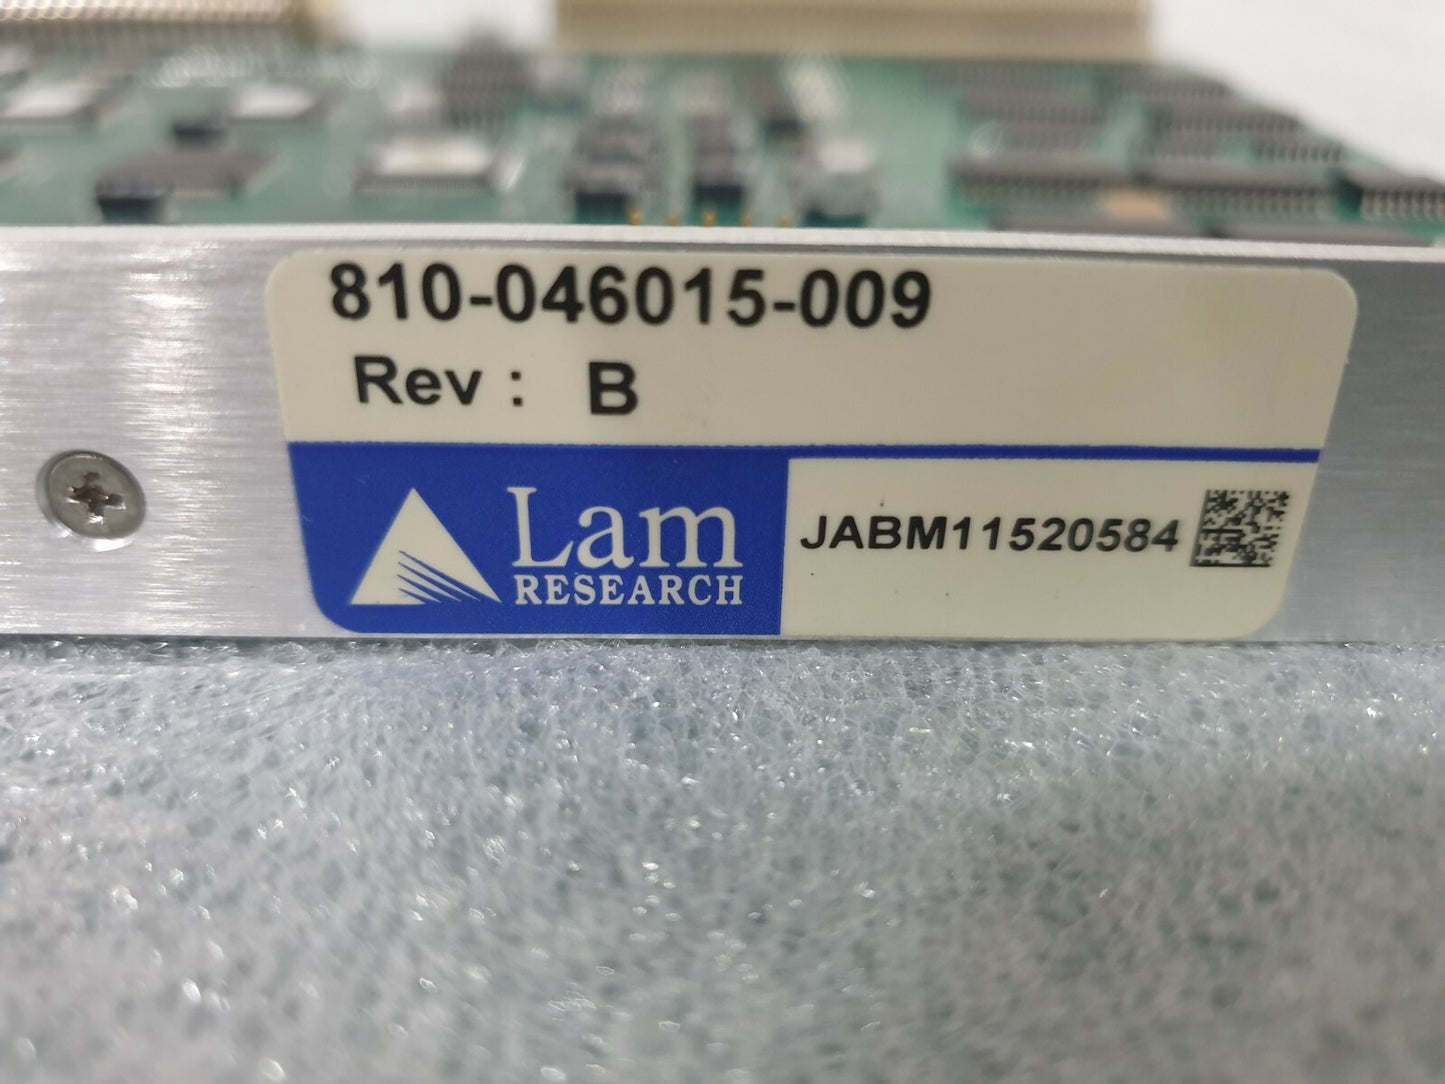 810-046015-009
Rev : B
Lam
RESEARCH
JABM11520584